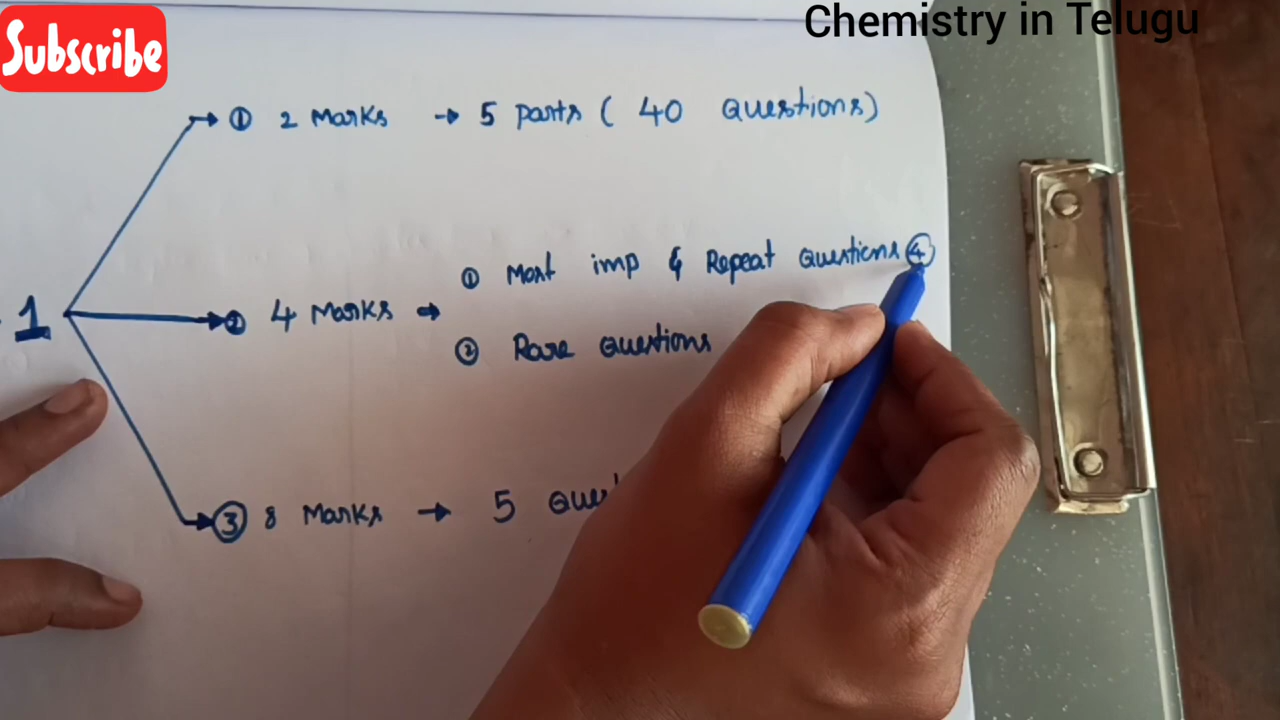 Subscribe
Chemistry in Telugu
① 2 Marks → 5 parts ( 40 Questions)
① Most imp & Repeat Questions ④
1
② 4 Marks →
② Rare Questions
③ 8 Marks → 5